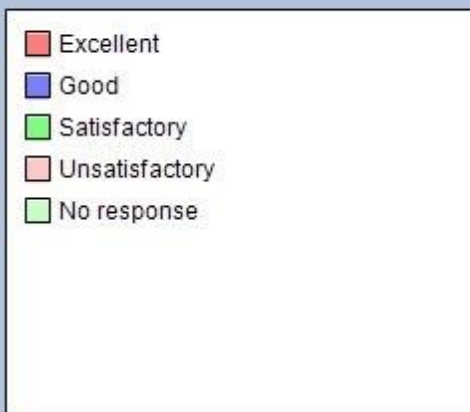 Excellent
Good
Satisfactory
Unsatisfactory
No response